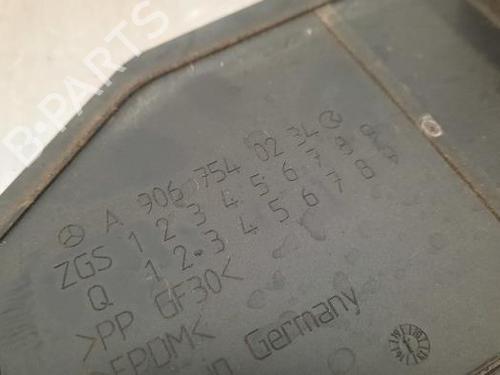 A 906 754 02 34
ZGS 1 2 3 4 5 6 7 8 9
Q 1 2 3 4 5 6 7 8
>PP GF30<
EPDM<
in Germany
B-PARTS